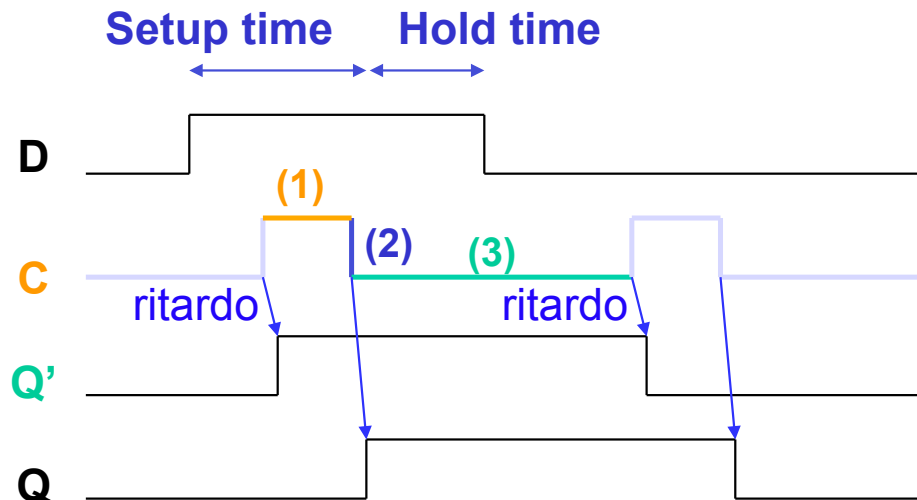 Setup time Hold time
D
(1)
(2) (3)
C
ritardo ritardo
Q’
Q